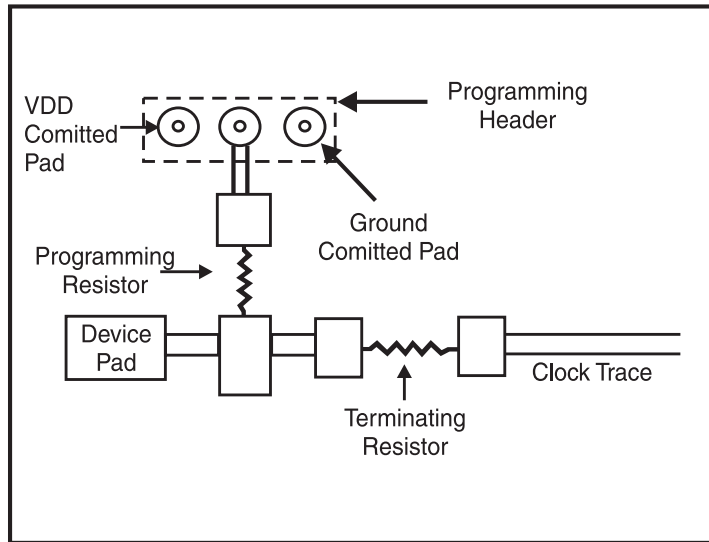 VDD
Comitted
Pad
Programming
Header
Ground
Comitted Pad
Programming
Resistor
Device
Pad
Clock Trace
Terminating
Resistor